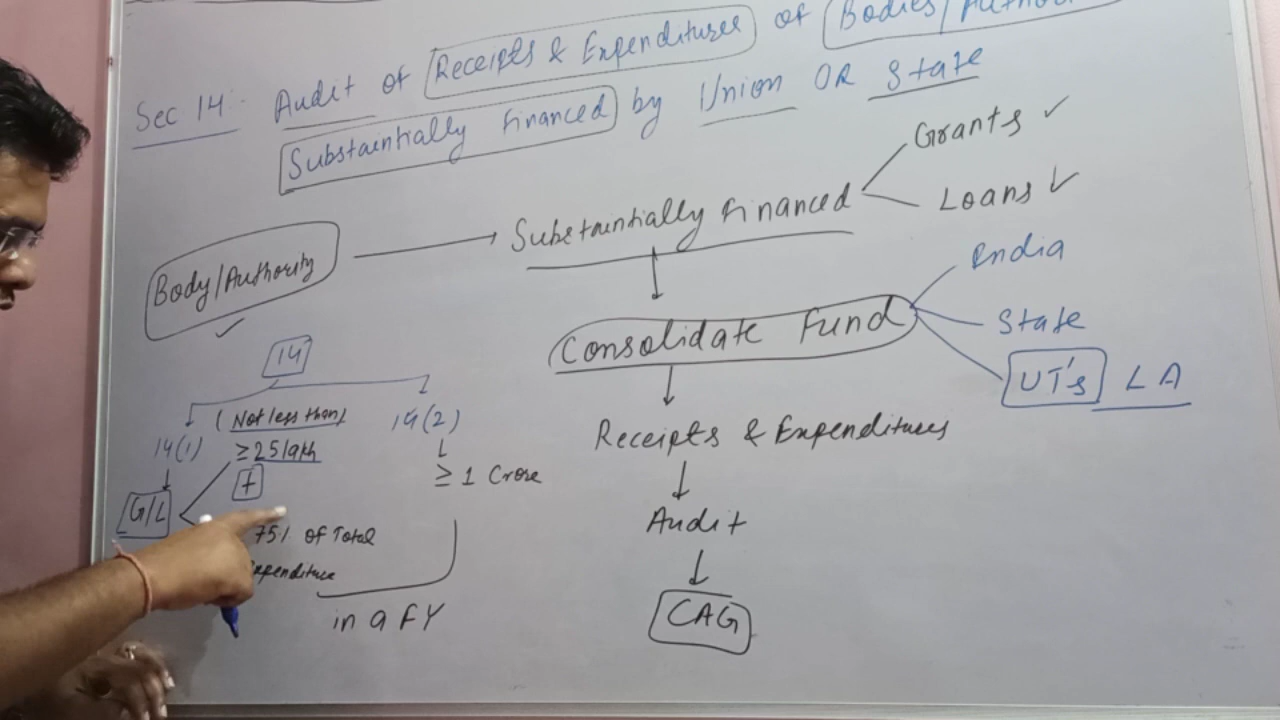 Sec 14:- Audit of Receipts & Expenditures of Bodies/
Substaintially Financed by Union OR State
Body/Authority
Substaintially Financed
Grants ✓
Loans ✓
Consolidate Fund
India
State
UT's LA
Receipts & Expenditures
Audit
CAG
14
14(1)
(Not less than)
≥ 25 lakh
+
G/L
75% of Total
in a FY
14(2)
≥ 1 Crore